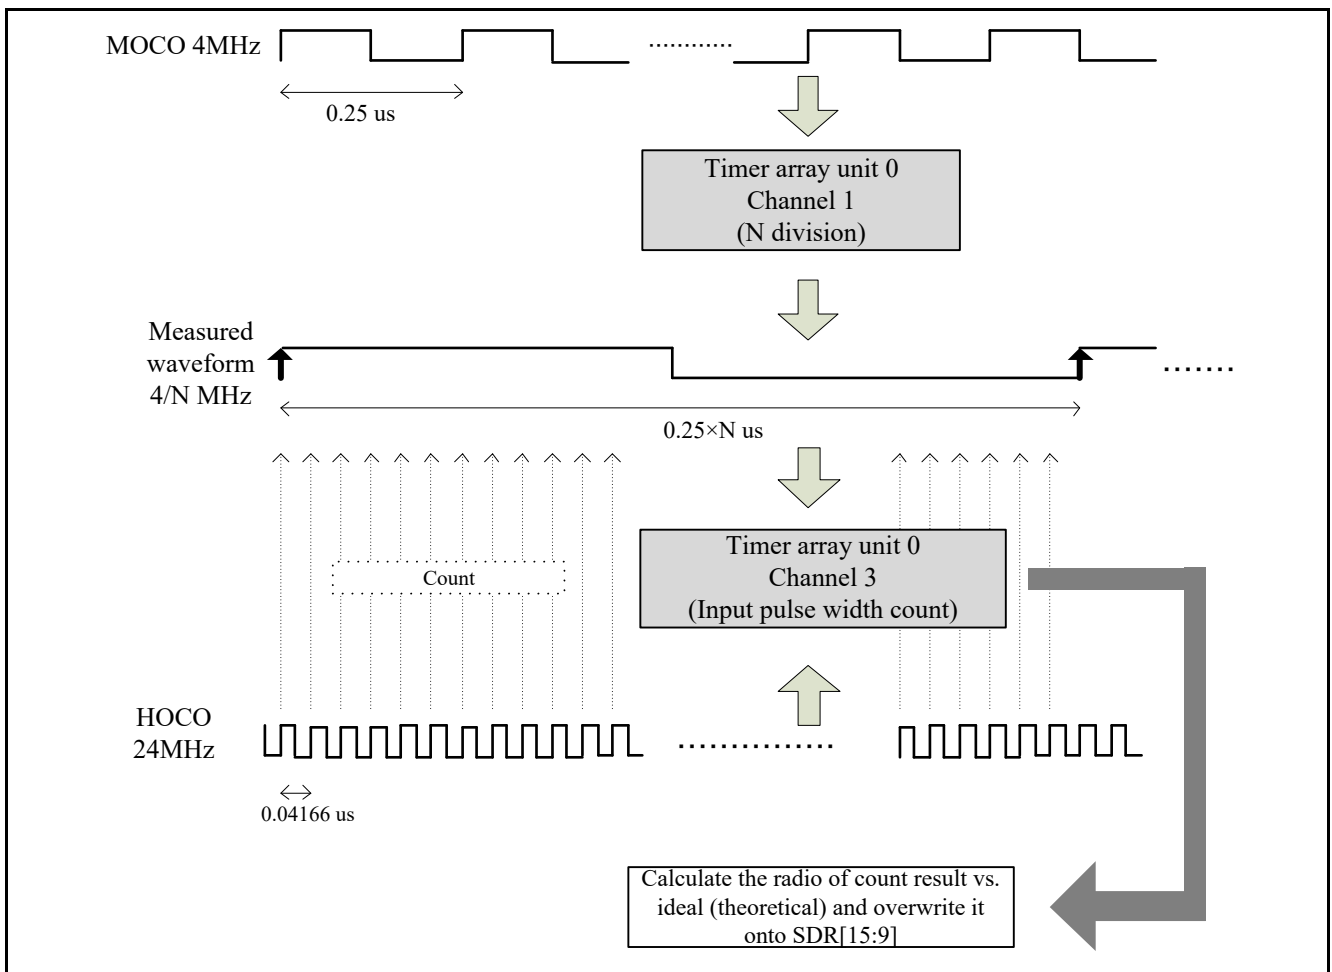 MOCO 4MHz
0.25 us
Timer array unit 0
Channel 1
(N division)
Measured
waveform
4/N MHz
0.25×N us
Timer array unit 0
Channel 3
(Input pulse width count)
Count
HOCO
24MHz
0.04166 us
Calculate the radio of count result vs.
ideal (theoretical) and overwrite it
onto SDR[15:9]